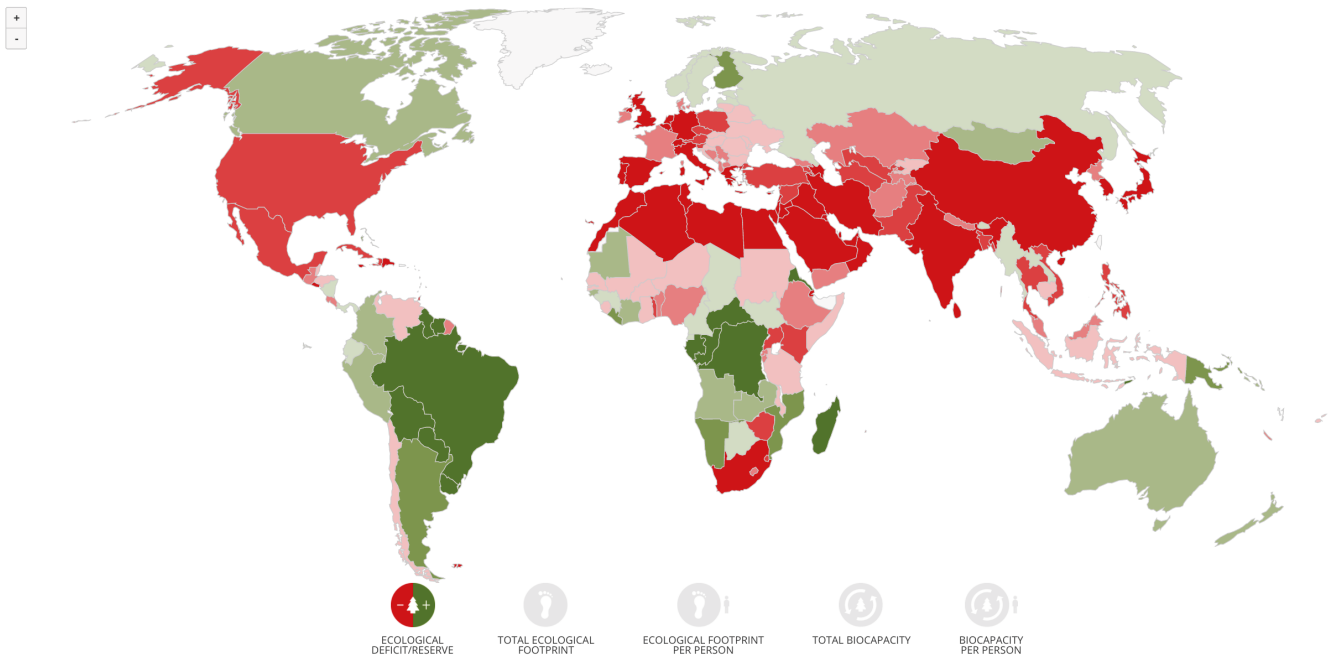 +
-
− +
ECOLOGICAL
DEFICIT/RESERVE
TOTAL ECOLOGICAL
FOOTPRINT
ECOLOGICAL FOOTPRINT
PER PERSON
TOTAL BIOCAPACITY
BIOCAPACITY
PER PERSON